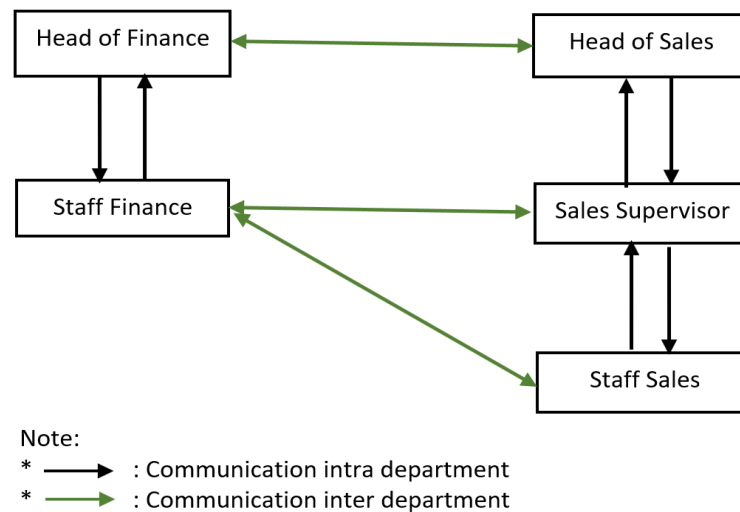 Head of Finance
Head of Sales
Staff Finance
Sales Supervisor
Staff Sales
Note:
* : Communication intra department
* : Communication inter department